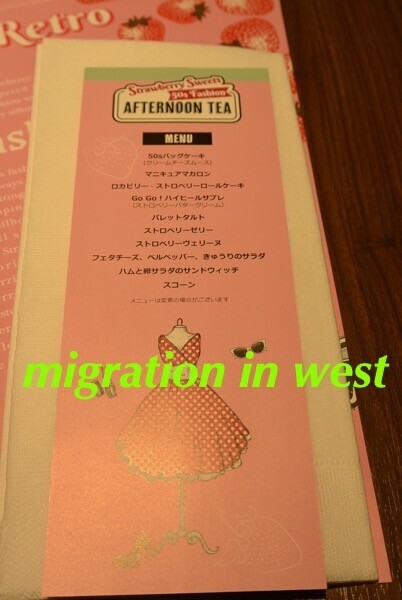 Retro
Strawberry Sweets
50s Fashion
AFTERNOON TEA
MENU
50sバッグケーキ
(クリームチーズムース)
マニキュアマカロン
ロカビリー・ストロベリーロールケーキ
Go Go！ハイヒールサブレ
(ストロベリーバタークリーム)
パレットタルト
ストロベリーゼリー
ストロベリーヴェリーヌ
フェタチーズ、ベルペッパー、きゅうりのサラダ
ハムと卵サラダのサンドウィッチ
スコーン
メニューは変更の場合がございます
migration in west